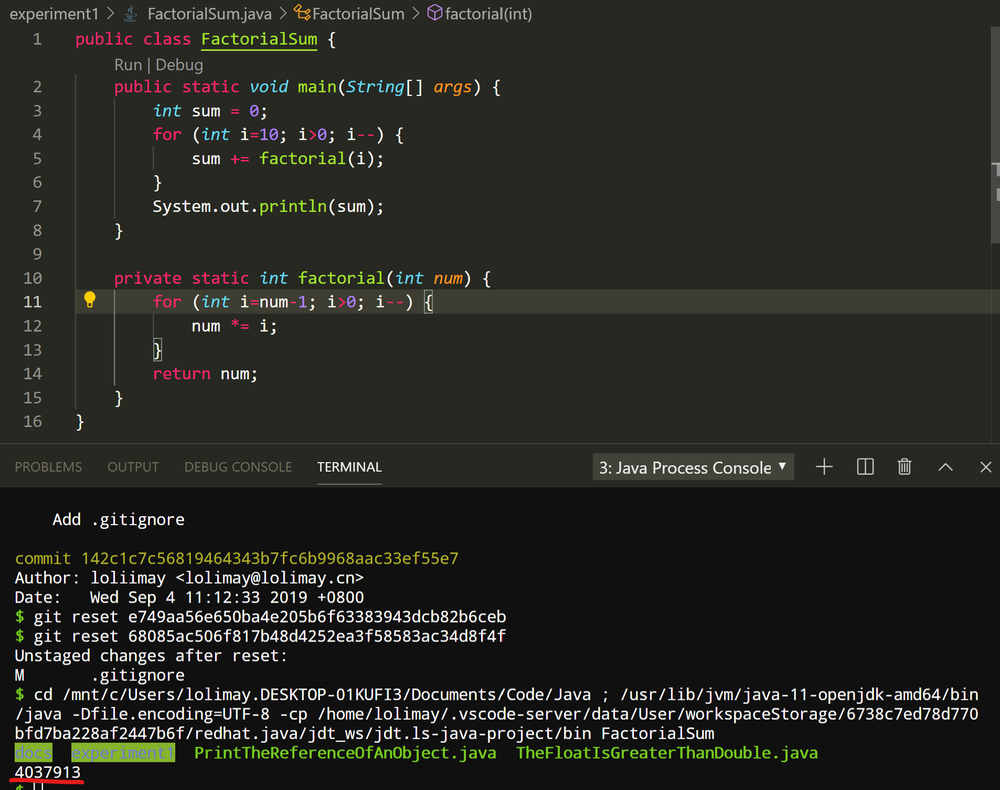 experiment1 > FactorialSum.java > FactorialSum > factorial(int)
1 public class FactorialSum {
Run | Debug
2 public static void main(String[] args) {
3 int sum = 0;
4 for (int i=10; i>0; i--) {
5 sum += factorial(i);
6 }
7 System.out.println(sum);
8 }
9
10 private static int factorial(int num) {
11 for (int i=num-1; i>0; i--) {
12 num *= i;
13 }
14 return num;
15 }
16 }
PROBLEMS OUTPUT DEBUG CONSOLE TERMINAL 3: Java Process Console
Add .gitignore
commit 142c1c7c56819464343b7fc6b9968aac33ef55e7
Author: loliimay <lolimay@lolimay.cn>
Date: Wed Sep 4 11:12:33 2019 +0800
$ git reset e749aa56e650ba4e205b6f63383943dcb82b6ceb
$ git reset 68085ac506f817b48d4252ea3f58583ac34d8f4f
Unstaged changes after reset:
M .gitignore
$ cd /mnt/c/Users/lolimay.DESKTOP-01KUFI3/Documents/Code/Java ; /usr/lib/jvm/java-11-openjdk-amd64/bin
/java -Dfile.encoding=UTF-8 -cp /home/lolimay/.vscode-server/data/User/workspaceStorage/6738c7ed78d770
bfd7ba228af2447b6f/redhat.java/jdt_ws/jdt.ls-java-project/bin FactorialSum
docs experiment1 PrintTheReferenceOfAnObject.java TheFloatIsGreaterThanDouble.java
4037913
$